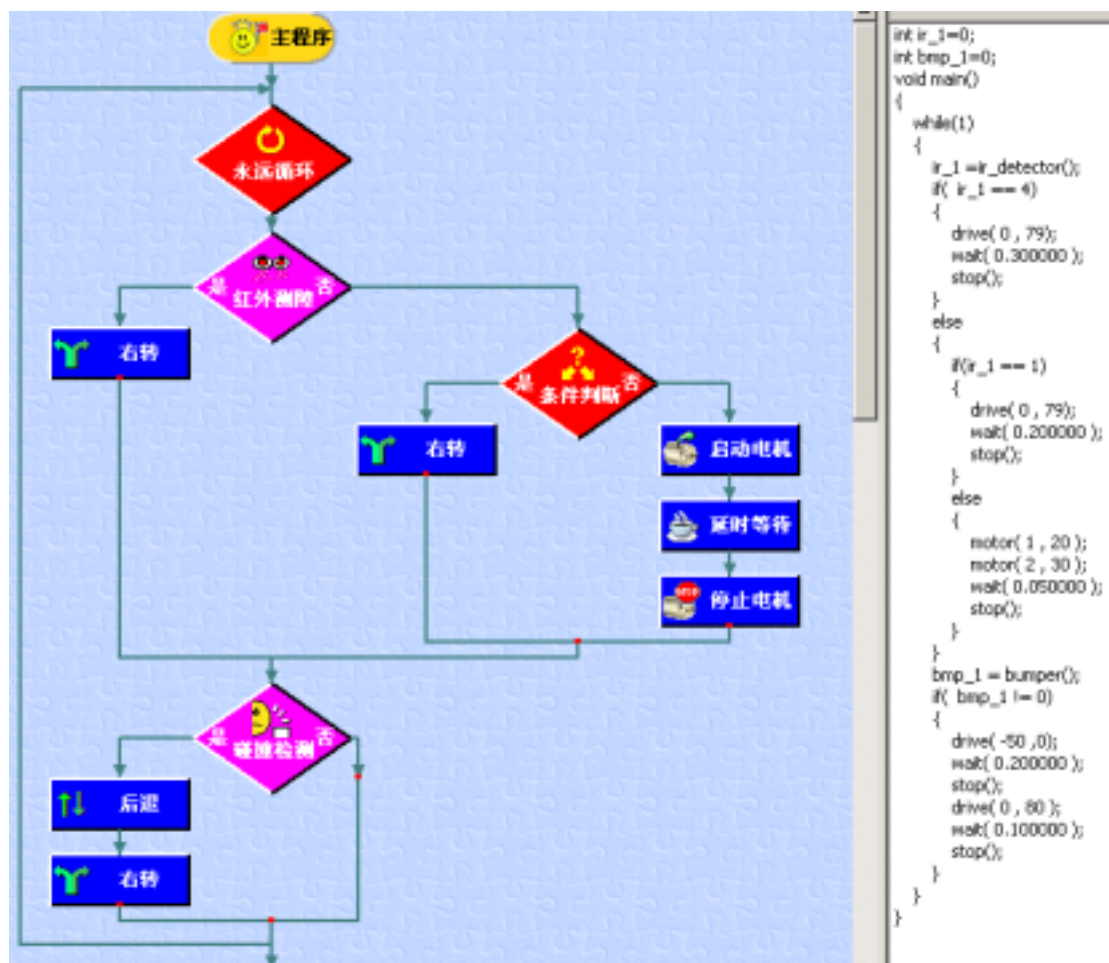 主程序
永远循环
是 红外测障 否
右转
是 条件判断 否
右转
启动电机
延时等待
停止电机
是 碰撞检测 否
后退
右转
int ir_1=0;
int bmp_1=0;
void main()
{
while(1)
{
ir_1 =ir_detector();
if( ir_1 == 4)
{
drive( 0 , 79);
wait( 0.300000 );
stop();
}
else
{
if(ir_1 == 1)
{
drive( 0 , 79);
wait( 0.200000 );
stop();
}
else
{
motor( 1 , 20 );
motor( 2 , 30 );
wait( 0.050000 );
stop();
}
}
bmp_1 = bumper();
if( bmp_1 != 0)
{
drive( -50 ,0);
wait( 0.200000 );
stop();
drive( 0 , 80 );
wait( 0.100000 );
stop();
}
}
}